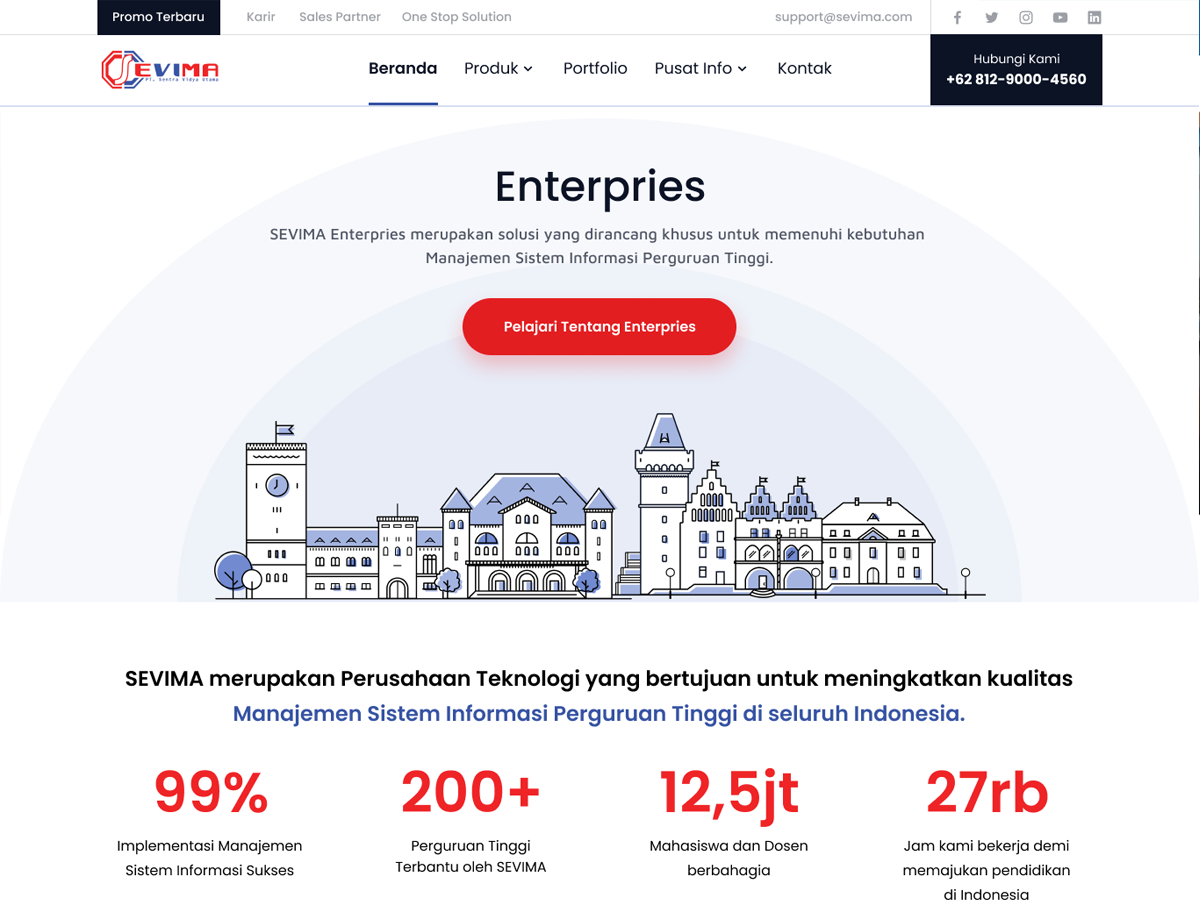 Promo Terbaru Karir Sales Partner One Stop Solution support@sevima.com
SEVIMA
PT. Sentra Vidya Utama
Beranda Produk Portfolio Pusat Info Kontak
Hubungi Kami
+62 812-9000-4560
Enterpries
SEVIMA Enterpries merupakan solusi yang dirancang khusus untuk memenuhi kebutuhan
Manajemen Sistem Informasi Perguruan Tinggi.
Pelajari Tentang Enterpries
SEVIMA merupakan Perusahaan Teknologi yang bertujuan untuk meningkatkan kualitas
Manajemen Sistem Informasi Perguruan Tinggi di seluruh Indonesia.
99%
Implementasi Manajemen
Sistem Informasi Sukses
200+
Perguruan Tinggi
Terbantu oleh SEVIMA
12,5jt
Mahasiswa dan Dosen
berbahagia
27rb
Jam kami bekerja demi
memajukan pendidikan
di Indonesia